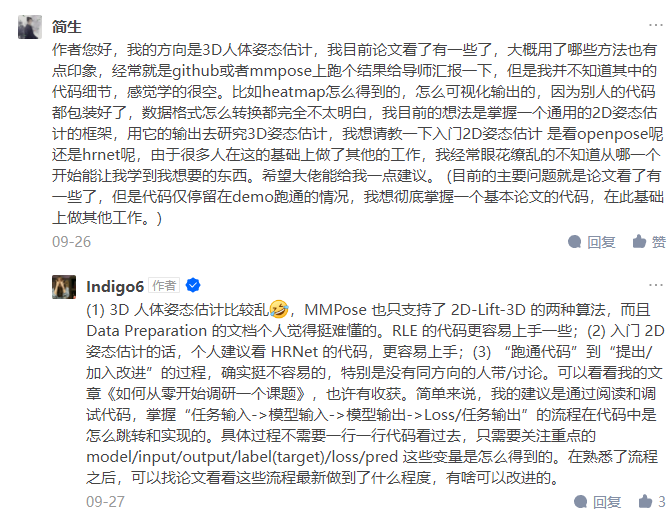 简生
作者您好，我的方向是3D人体姿态估计，我目前论文看了有一些了，大概用了哪些方法也有
点印象，经常就是github或者mmpose上跑个结果给导师汇报一下，但是我并不知道其中的
代码细节，感觉学的很空。比如heatmap怎么得到的，怎么可视化输出的，因为别人的代码
都包装好了，数据格式怎么转换都完全不太明白，我目前的想法是掌握一个通用的2D姿态估
计的框架，用它的输出去研究3D姿态估计，我想请教一下入门2D姿态估计 是看openpose呢
还是hrnet呢，由于很多人在这的基础上做了其他的工作，我经常眼花缭乱的不知道从哪一个
开始能让我学到我想要的东西。希望大佬能给我一点建议。 (目前的主要问题就是论文看了有
一些了，但是代码仅停留在demo跑通的情况，我想彻底掌握一个基本论文的代码，在此基础
上做其他工作。)
09-26 回复 赞
Indigo6 作者
(1) 3D 人体姿态估计比较乱🤣，MMPose 也只支持了 2D-Lift-3D 的两种算法，而且
Data Preparation 的文档个人觉得挺难懂的。RLE 的代码更容易上手一些；(2) 入门 2D
姿态估计的话，个人建议看 HRNet 的代码，更容易上手；(3) “跑通代码”到“提出/
加入改进”的过程，确实挺不容易的，特别是没有同方向的人带/讨论。可以看看我的文
章《如何从零开始调研一个课题》，也许有收获。简单来说，我的建议是通过阅读和调
试代码，掌握“任务输入->模型输入->模型输出->Loss/任务输出”的流程在代码中是
怎么跳转和实现的。具体过程不需要一行一行代码看过去，只需要关注重点的
model/input/output/label(target)/loss/pred 这些变量是怎么得到的。在熟悉了流程
之后，可以找论文看看这些流程最新做到了什么程度，有啥可以改进的。
09-27 回复 3